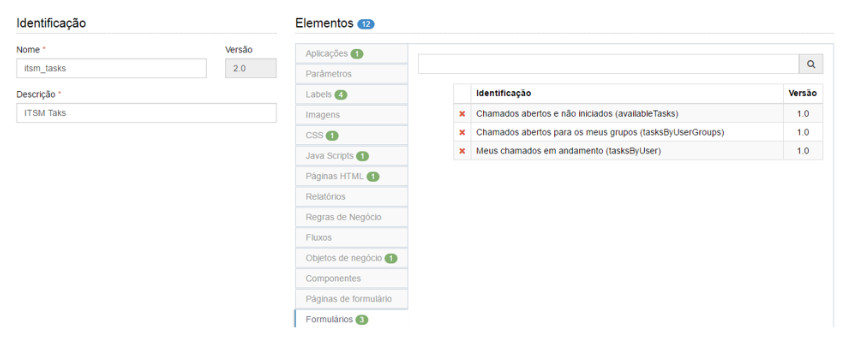 Identificação
Nome *
Versão
itsm_tasks
2.0
Descrição *
ITSM Taks
Elementos 12
Aplicações 1
Parâmetros
Labels 4
Imagens
CSS 1
Java Scripts 1
Páginas HTML 1
Relatórios
Regras de Negócio
Fluxos
Objetos de negócio 1
Componentes
Páginas de formulário
Formulários 3
Identificação Versão
Chamados abertos e não iniciados (availableTasks) 1.0
Chamados abertos para os meus grupos (tasksByUserGroups) 1.0
Meus chamados em andamento (tasksByUser) 1.0